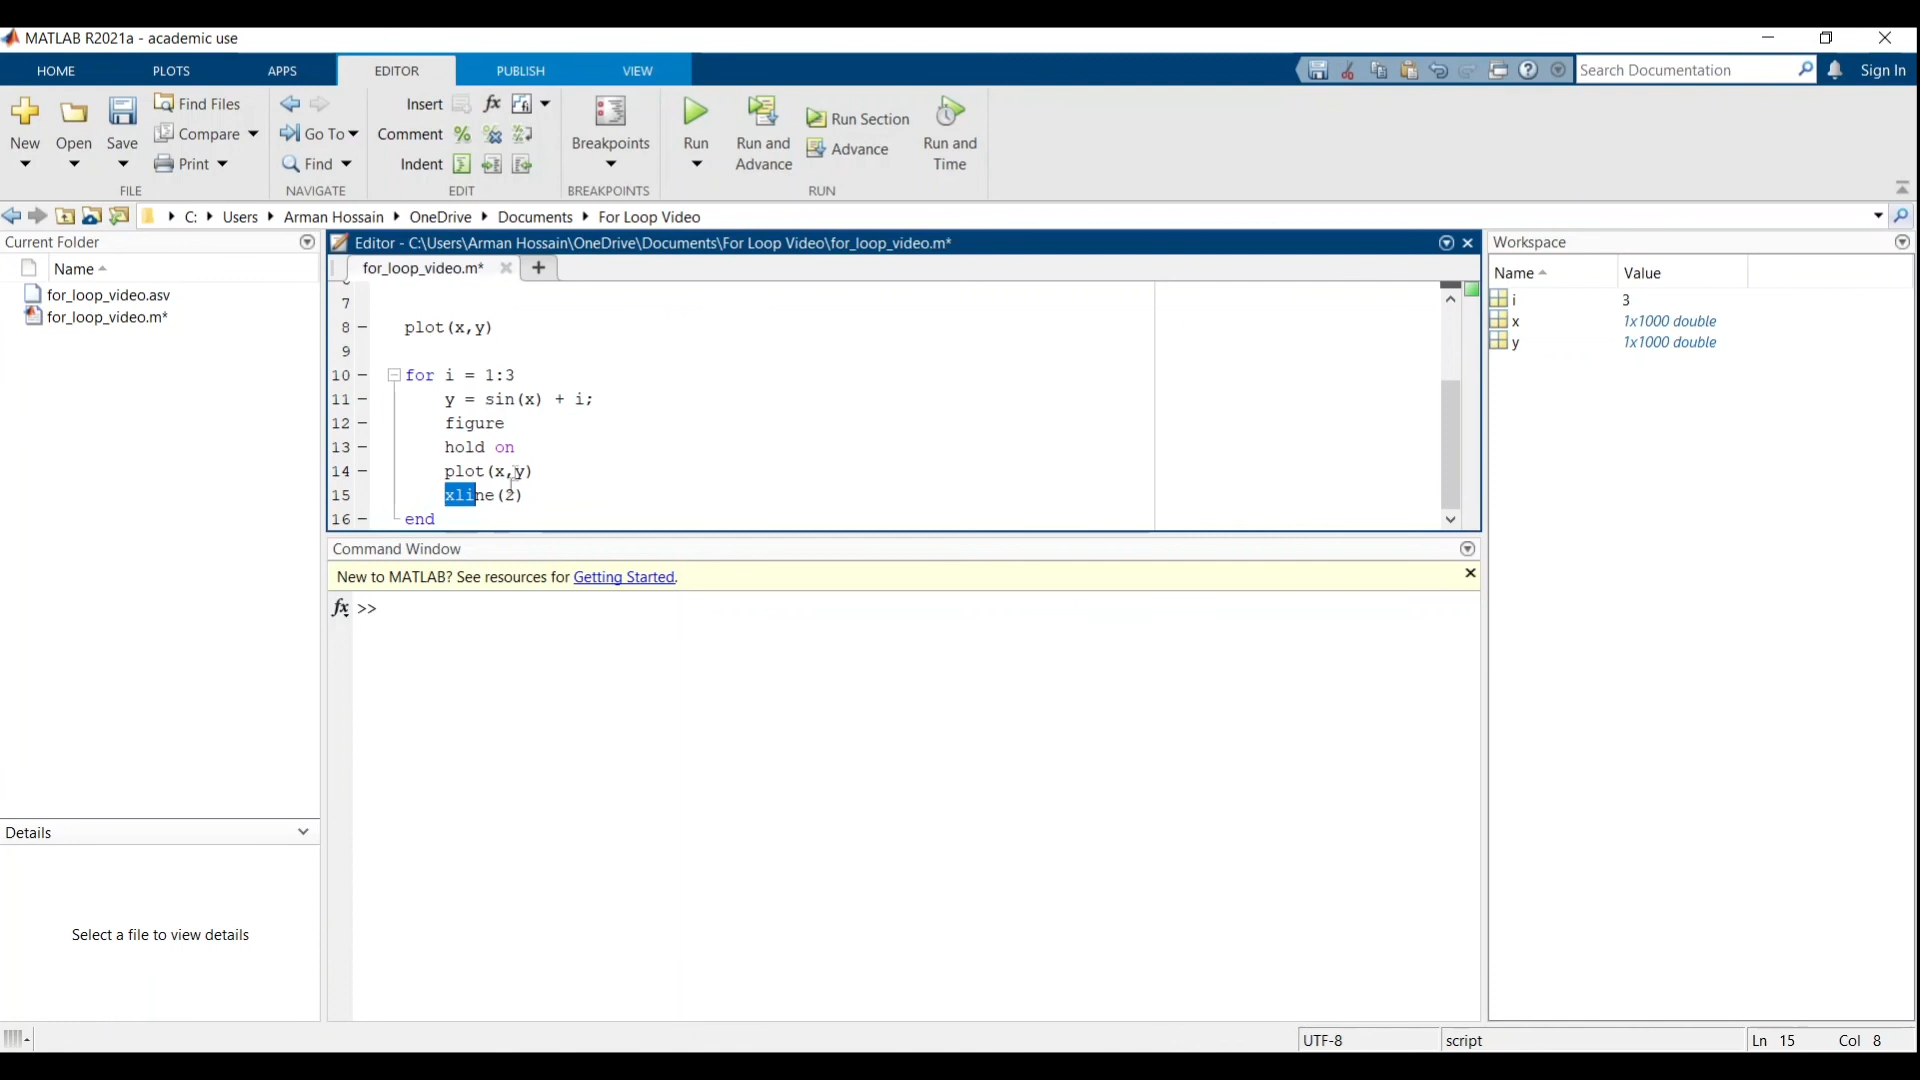 MATLAB R2021a - academic use
HOME PLOTS APPS EDITOR PUBLISH VIEW
Search Documentation
Sign In
New
Open
Save
Find Files
Compare
Print
FILE
Go To
Find
NAVIGATE
Insert
Comment
Indent
EDIT
Breakpoints
BREAKPOINTS
Run
Run and Advance
Run Section
Advance
Run and Time
RUN
C: Users Arman Hossain OneDrive Documents For Loop Video
Current Folder
Name
for_loop_video.asv
for_loop_video.m*
Details
Select a file to view details
Editor - C:\Users\Arman Hossain\OneDrive\Documents\For Loop Video\for_loop_video.m*
for_loop_video.m*
7
8 – plot(x,y)
9
10 – for i = 1:3
11 – y = sin(x) + i;
12 – figure
13 – hold on
14 – plot(x,y)
15 xline(2)
16 – end
Command Window
New to MATLAB? See resources for Getting Started.
fx >>
Workspace
Name Value
i 3
x 1x1000 double
y 1x1000 double
UTF-8 script Ln 15 Col 8